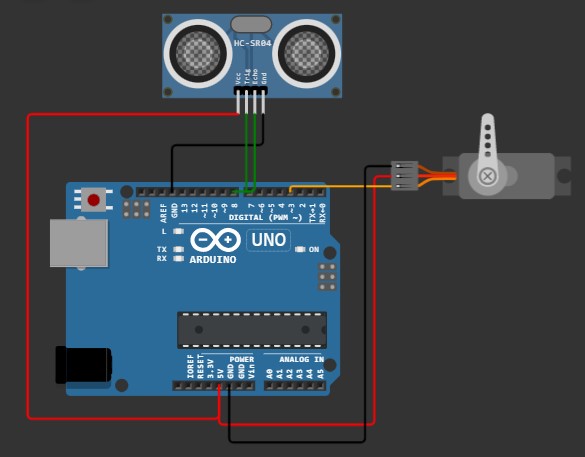 HC-SR04
Vcc
Trig
Echo
Gnd
AREF
GND
13
12
~11
~10
~9
8
7
~6
~5
4
~3
2
TX→1
RX←0
DIGITAL (PWM ~)
L
TX
RX
UNO
ON
ARDUINO
IOREF
RESET
3.3V
5V
GND
GND
Vin
POWER
ANALOG IN
A0
A1
A2
A3
A4
A5